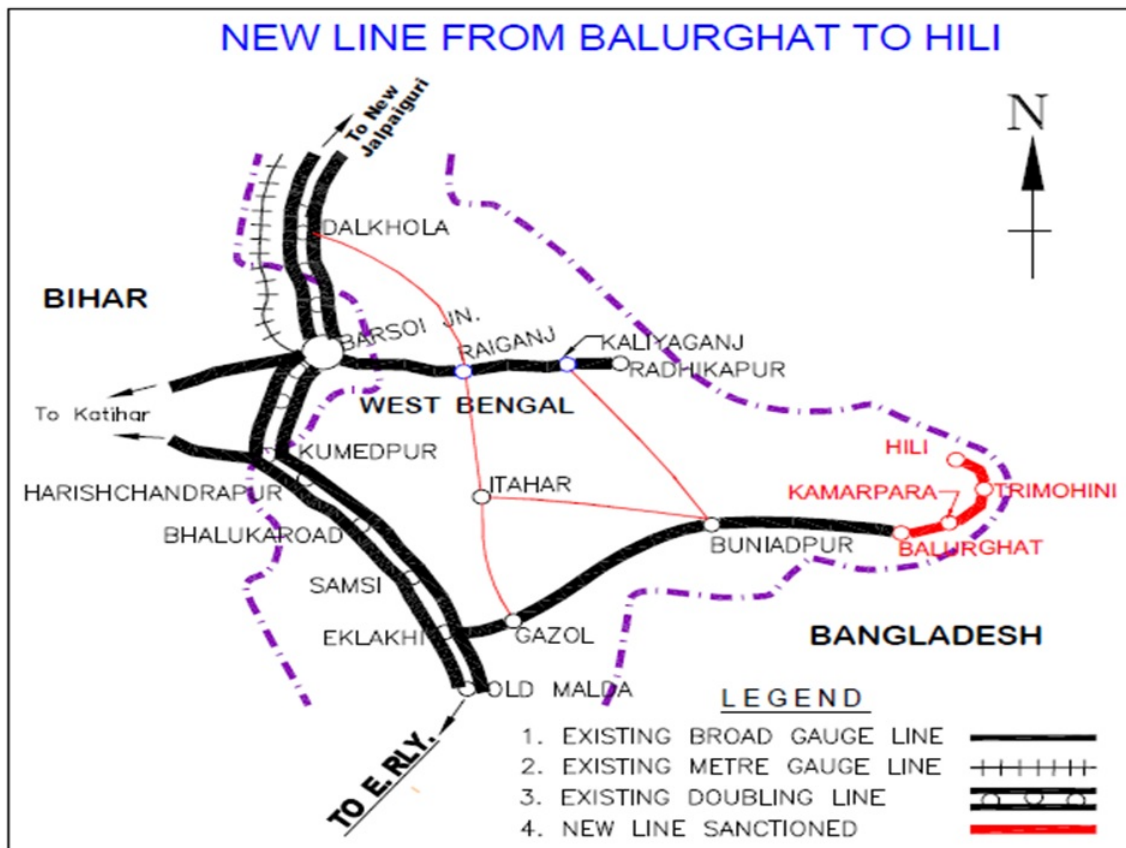 NEW LINE FROM BALURGHAT TO HILI
To New
Jalpaiguri
N
DALKHOLA
BIHAR
BARSOI JN.
RAIGANJ
KALIYAGANJ
RADHIKAPUR
WEST BENGAL
To Katihar
KUMEDPUR
HILI
HARISHCHANDRAPUR
ITAHAR
KAMARPARA
TRIMOHINI
BHALUKAROAD
BUNIADPUR
BALURGHAT
SAMSI
EKLAKHI
GAZOL
BANGLADESH
OLD MALDA
TO E. RLY.
LEGEND
1. EXISTING BROAD GAUGE LINE
2. EXISTING METRE GAUGE LINE
3. EXISTING DOUBLING LINE
4. NEW LINE SANCTIONED